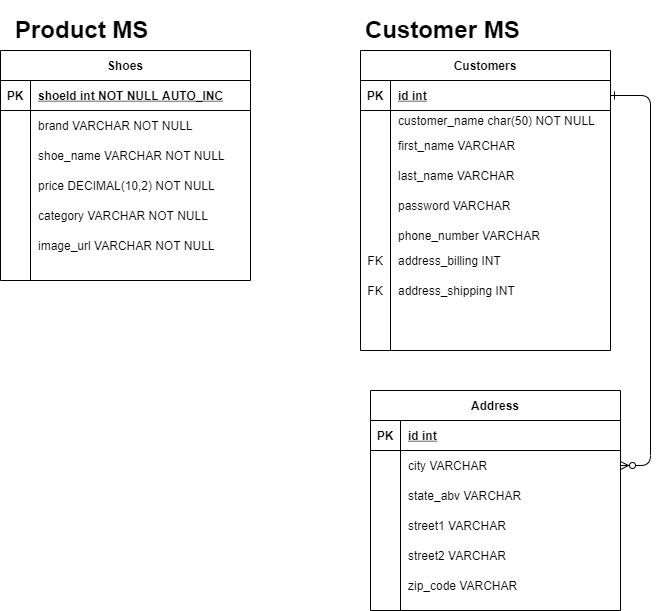 Product MS
Shoes
PK shoeId int NOT NULL AUTO_INC
brand VARCHAR NOT NULL
shoe_name VARCHAR NOT NULL
price DECIMAL(10,2) NOT NULL
category VARCHAR NOT NULL
image_url VARCHAR NOT NULL
Customer MS
Customers
PK id int
customer_name char(50) NOT NULL
first_name VARCHAR
last_name VARCHAR
password VARCHAR
phone_number VARCHAR
FK address_billing INT
FK address_shipping INT
Address
PK id int
city VARCHAR
state_abv VARCHAR
street1 VARCHAR
street2 VARCHAR
zip_code VARCHAR